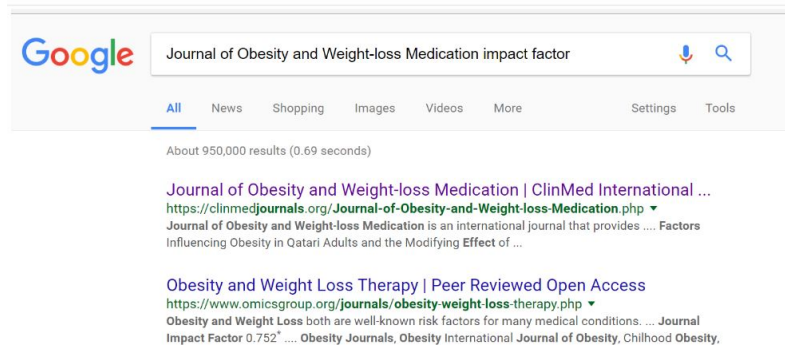 Google
Journal of Obesity and Weight-loss Medication impact factor
All News Shopping Images Videos More Settings Tools
About 950,000 results (0.69 seconds)
Journal of Obesity and Weight-loss Medication | ClinMed International ...
https://clinmedjournals.org/Journal-of-Obesity-and-Weight-loss-Medication.php
Journal of Obesity and Weight-loss Medication is an international journal that provides .... Factors
Influencing Obesity in Qatari Adults and the Modifying Effect of ...
Obesity and Weight Loss Therapy | Peer Reviewed Open Access
https://www.omicsgroup.org/journals/obesity-weight-loss-therapy.php
Obesity and Weight Loss both are well-known risk factors for many medical conditions. ... Journal
Impact Factor 0.752* .... Obesity Journals, Obesity International Journal of Obesity, Chilhood Obesity,